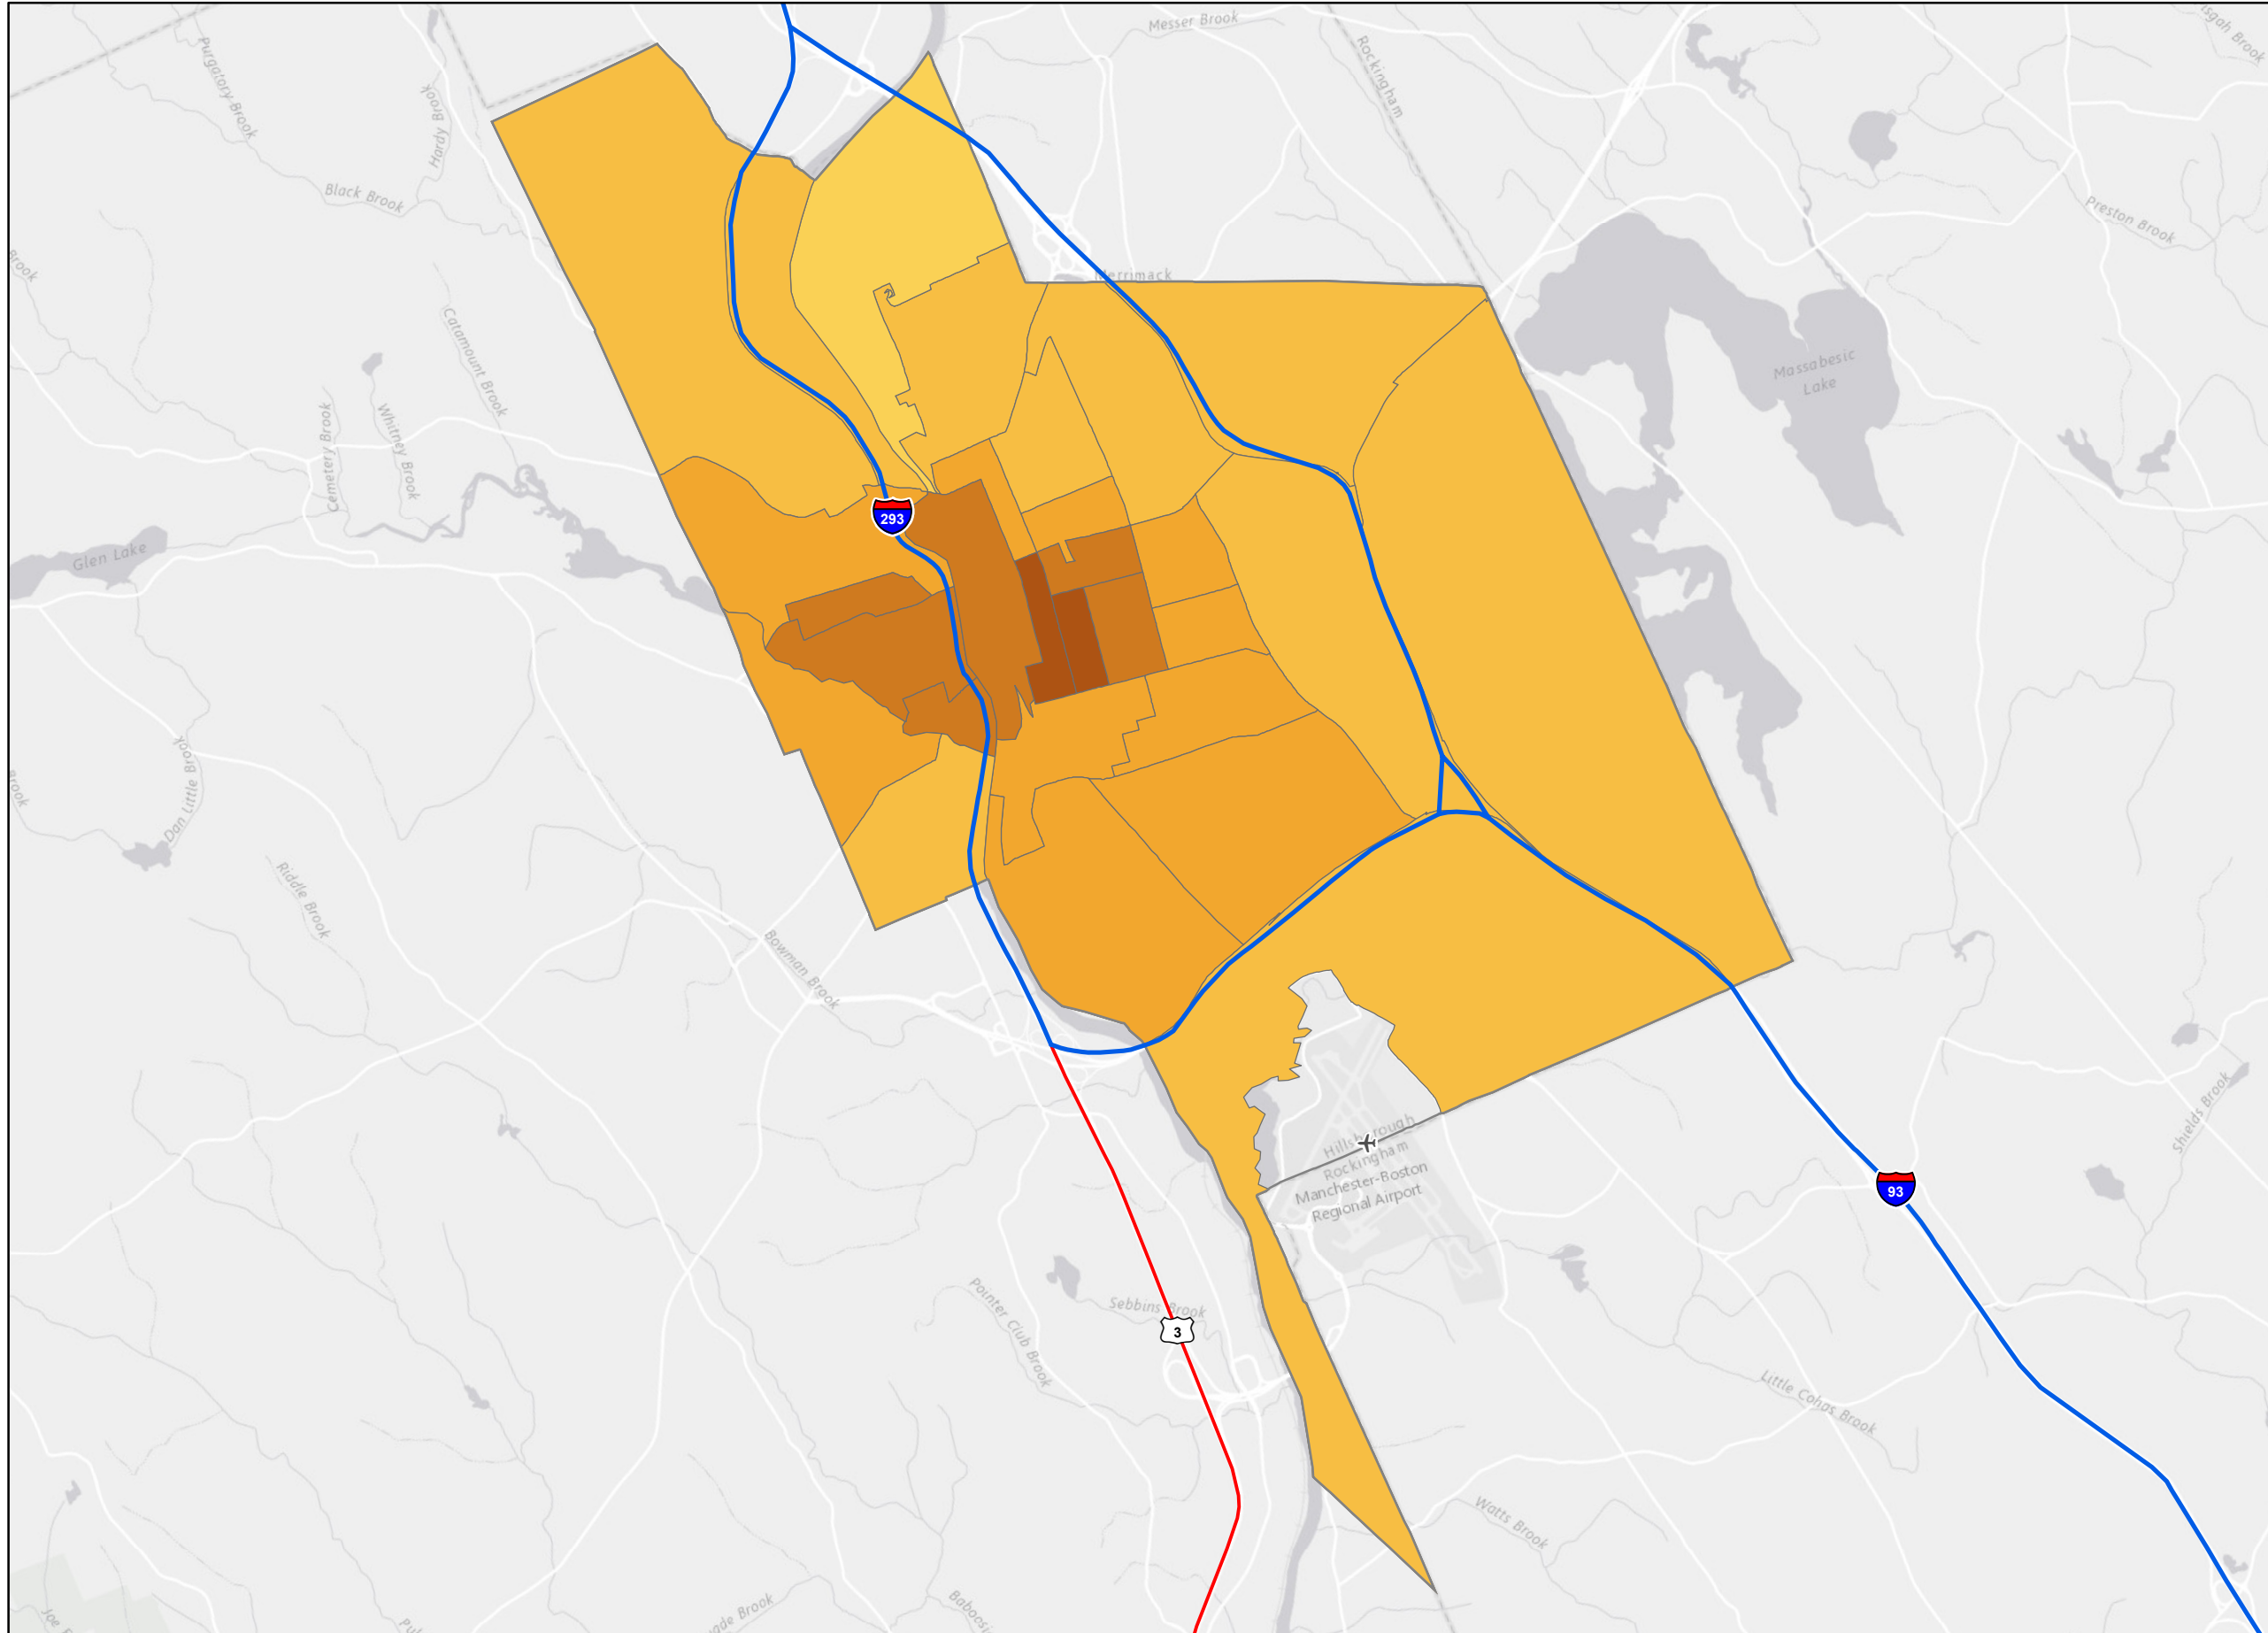 Messer Brook
Rockingham
Purgatory Brook
Hardy Brook
Black Brook
Preston Brook
Brook
Merrimack
Massabesic
Lake
Catamount Brook
Whitney Brook
Cemetery Brook
293
Glen Lake
Dan Little Brook
Brook
Riddle Brook
Bowman Brook
Shields Brook
Hillsborough
Rockingham
Manchester-Boston
Regional Airport
93
Sebbins Brook
Pointer Club Brook
3
Little Cohas Brook
Watts Brook
Brook